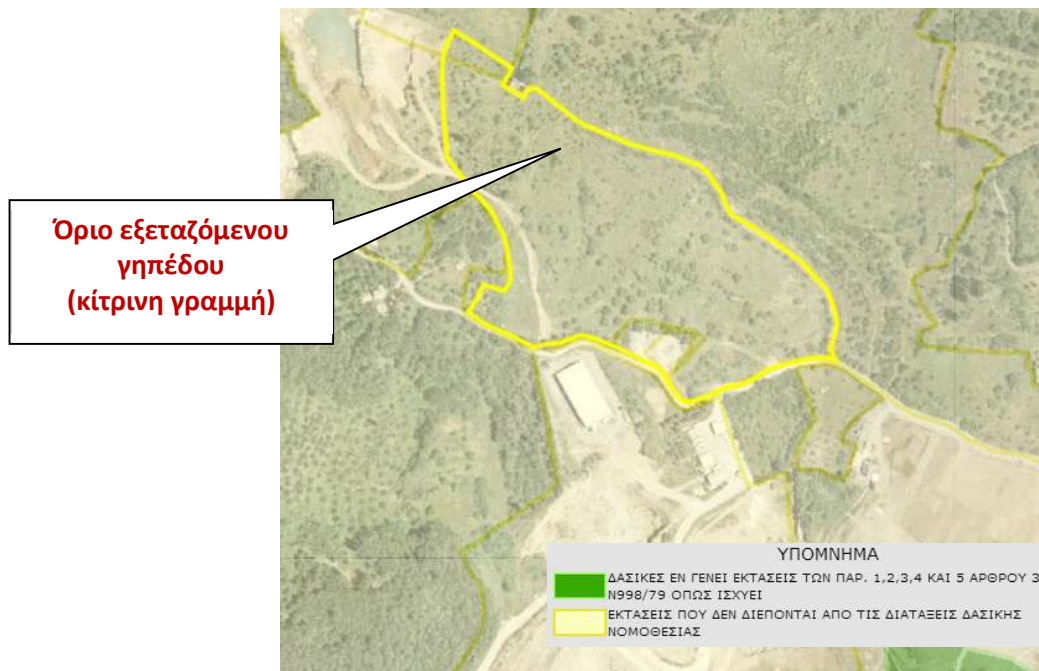 Όριο εξεταζόμενου
γηπέδου
(κίτρινη γραμμή)
ΥΠΟΜΝΗΜΑ
ΔΑΣΙΚΕΣ ΕΝ ΓΕΝΕΙ ΕΚΤΑΣΕΙΣ ΤΩΝ ΠΑΡ. 1,2,3,4 ΚΑΙ 5 ΑΡΘΡΟΥ 3
Ν998/79 ΟΠΩΣ ΙΣΧΥΕΙ
ΕΚΤΑΣΕΙΣ ΠΟΥ ΔΕΝ ΔΙΕΠΟΝΤΑΙ ΑΠΟ ΤΙΣ ΔΙΑΤΑΞΕΙΣ ΔΑΣΙΚΗΣ
ΝΟΜΟΘΕΣΙΑΣ